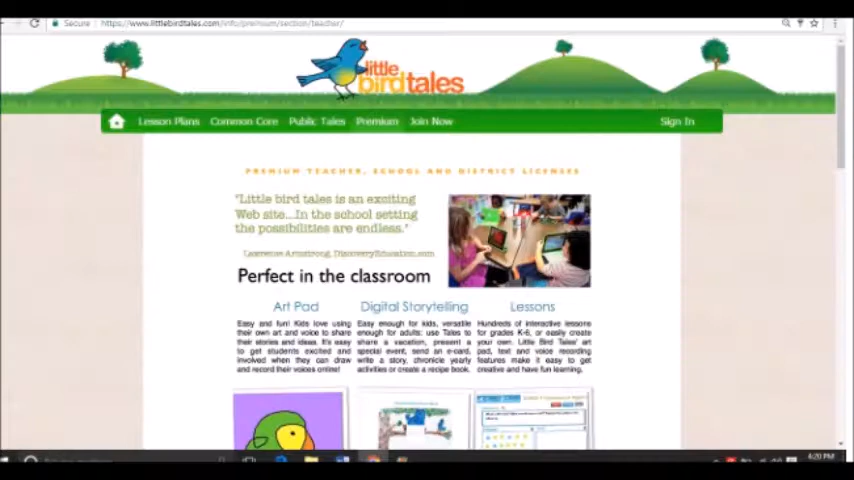 Secure https://www.littlebirdtales.com/info/premium/section/teacher/
little
birdtales
Lesson Plans Common Core Public Tales Premium Join Now Sign In
PREMIUM TEACHER, SCHOOL AND DISTRICT LICENSES
"Little bird tales is an exciting
Web site...In the school setting
the possibilities are endless."
Lawrence Armstrong, DiscoveryEducation.com
Perfect in the classroom
Art Pad Digital Storytelling Lessons
Easy and fun! Kids love using
their own art and voice to share
their stories and ideas. It's easy
to get students excited and
involved when they can draw
and record their voices online!
Easy enough for kids, versatile
enough for adults: use Tales to
share a vacation, present a
special event, send an e-card,
write a story, chronicle yearly
activities or create a recipe book.
Hundreds of interactive lessons
for grades K-6, or easily create
your own. Little Bird Tales' art
pad, text and voice recording
features make it easy to get
creative and have fun learning.
4:20 PM